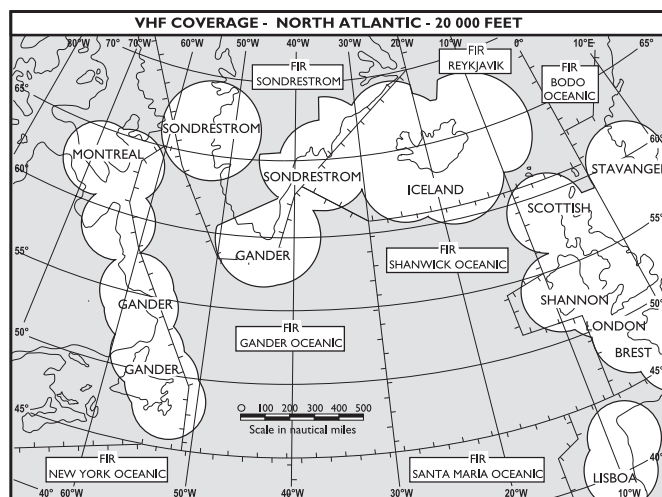 VHF COVERAGE - NORTH ATLANTIC - 20 000 FEET
80°W 70°W 60°W 50°W 40°W 30°W 20°W 10°W 0° 10°E 65°
FIR
SONDRESTROM
FIR
REYKJAVIK
FIR
BODO
OCEANIC
65°
SONDRESTROM
MONTREAL
60°
60°
STAVANGER
SONDRESTROM
ICELAND
SCOTTISH
55°
55°
GANDER
FIR
SHANWICK OCEANIC
GANDER
SHANNON
50°
50°
LONDON
FIR
GANDER OCEANIC
BREST
GANDER
45°
45°
0 100 200 300 400 500
Scale in nautical miles
FIR
NEW YORK OCEANIC
FIR
SANTA MARIA OCEANIC
40°
LISBOA
40° 60°W 50°W 40°W 30°W 20°W 10°W